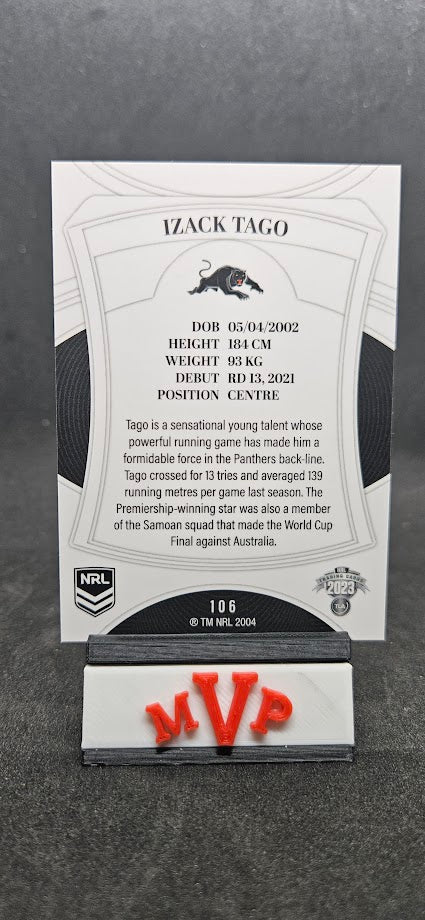 IZACK TAGO
DOB 05/04/2002
HEIGHT 184 CM
WEIGHT 93 KG
DEBUT RD 13, 2021
POSITION CENTRE
Tago is a sensational young talent whose
powerful running game has made him a
formidable force in the Panthers back-line.
Tago crossed for 13 tries and averaged 139
running metres per game last season. The
Premiership-winning star was also a member
of the Samoan squad that made the World Cup
Final against Australia.
NRL
TRADING CARDS
2023
TLA
106
® TM NRL 2004
MVP